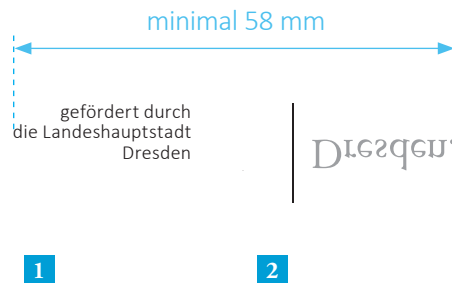 minimal 58 mm
gefördert durch
die Landeshauptstadt
Dresden
Dresden.
1
2